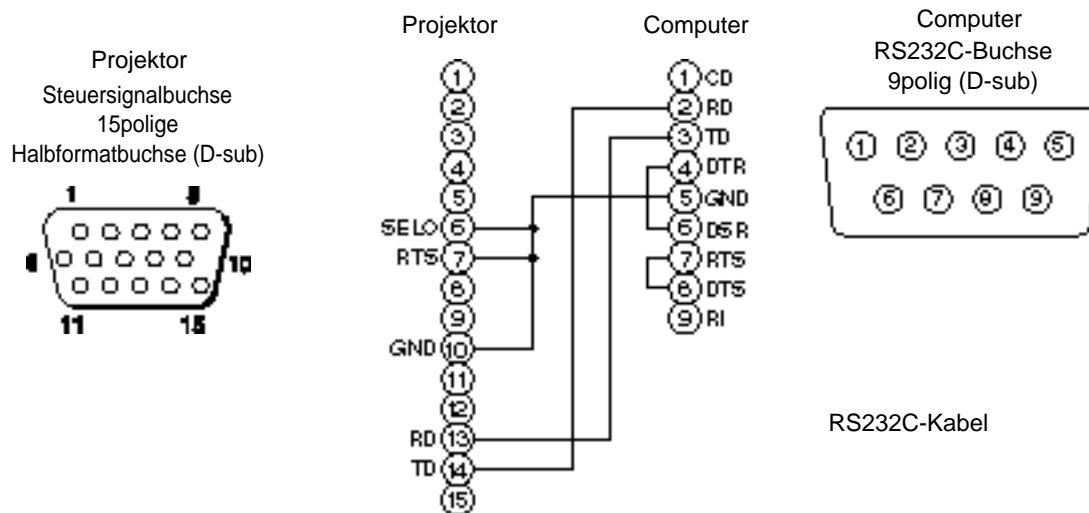 Projektor
Steuersignalbuchse
15polige
Halbformatbuchse (D-sub)
1 5
6 10
11 15
Projektor
1
2
3
4
5
SELO 6
RTS 7
8
9
GND 10
11
12
RD 13
TD 14
15
Computer
1 CD
2 RD
3 TD
4 DTR
5 GND
6 DSR
7 RTS
8 DTS
9 RI
Computer
RS232C-Buchse
9polig (D-sub)
1 2 3 4 5
6 7 8 9
RS232C-Kabel